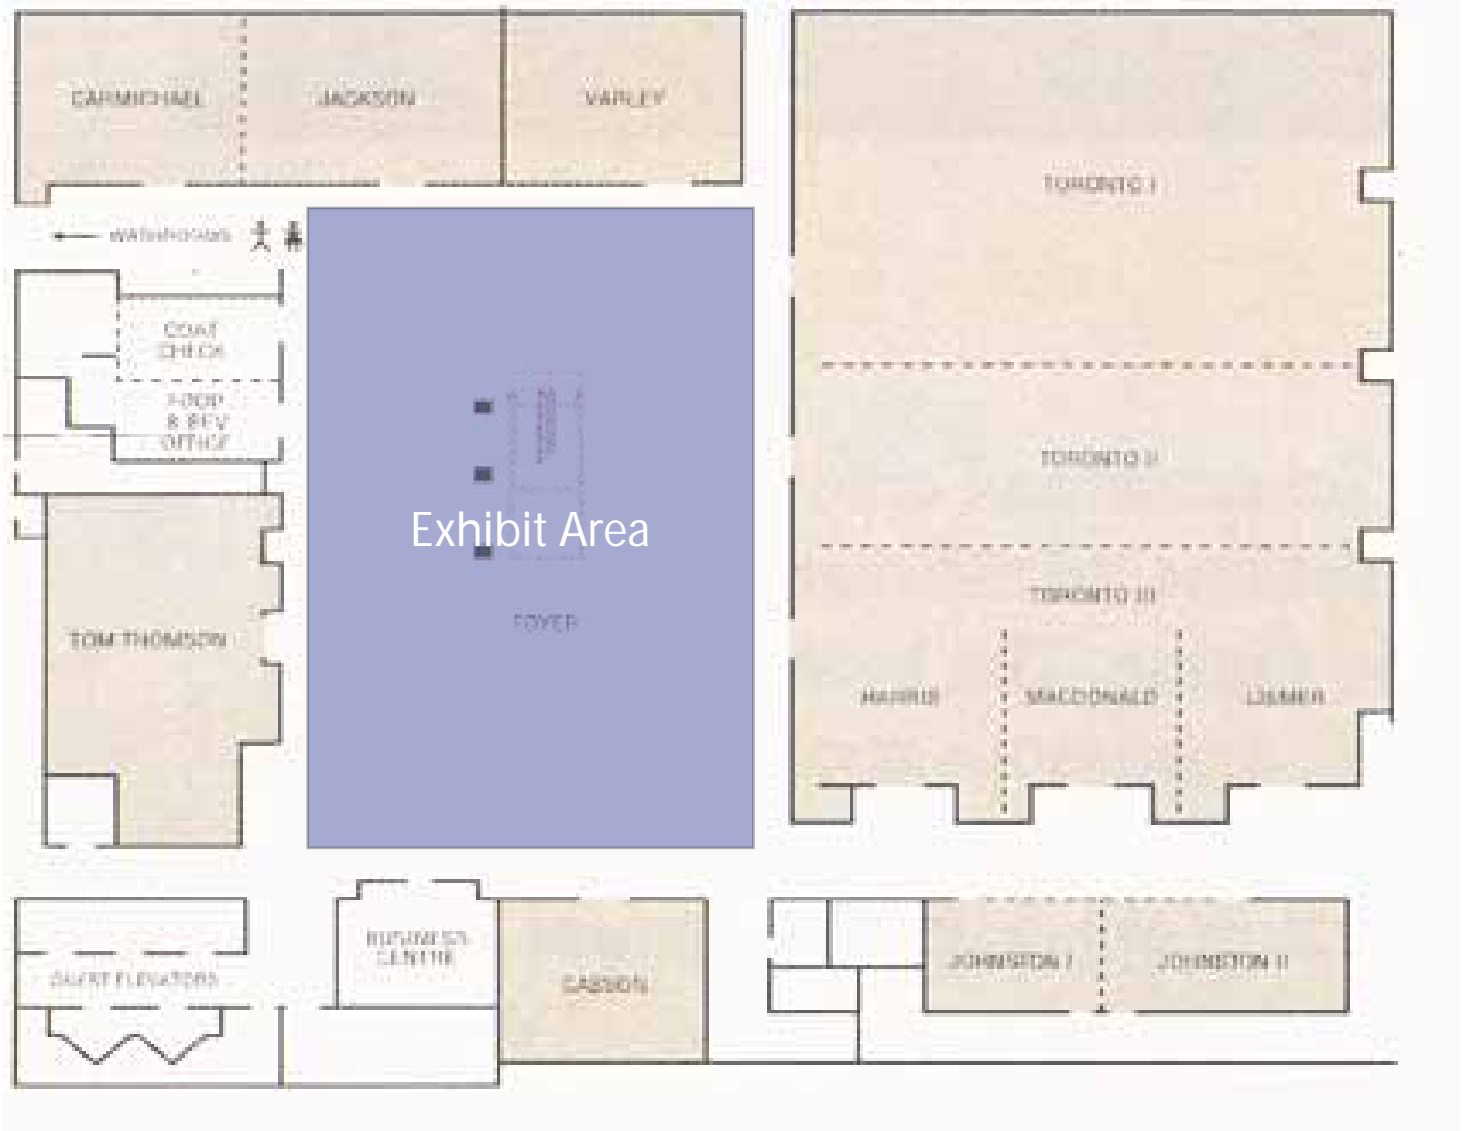 CARMICHAEL
JACKSON
VARLEY
TORONTO I
WASHROOMS
COAT
CHECK
FOOD
& BEV
OFFICE
TORONTO II
Exhibit Area
TORONTO III
FOYER
TOM THOMSON
HARRIS
MACDONALD
LISMER
BUSINESS
CENTRE
GUEST ELEVATORS
CASSON
JOHNSTON I
JOHNSTON II